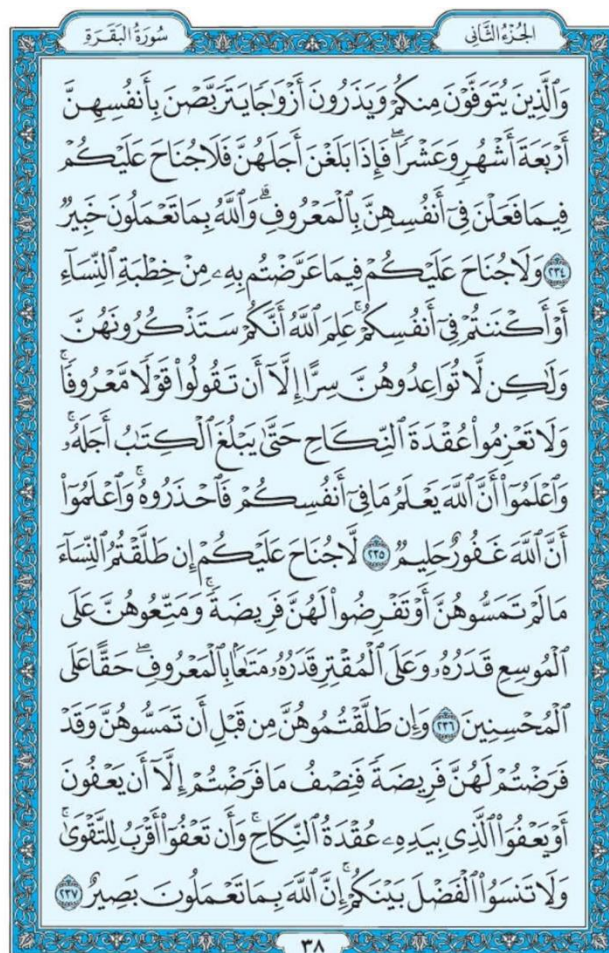 الجُزْءُ الثَّانِي
سُورَةُ البَقَرَةِ
وَٱلَّذِينَ يُتَوَفَّوۡنَ مِنكُمۡ وَيَذَرُونَ أَزۡوَٰجٗا يَتَرَبَّصۡنَ بِأَنفُسِهِنَّ
أَرۡبَعَةَ أَشۡهُرٖ وَعَشۡرٗاۖ فَإِذَا بَلَغۡنَ أَجَلَهُنَّ فَلَا جُنَاحَ عَلَيۡكُمۡ
فِيمَا فَعَلۡنَ فِيٓ أَنفُسِهِنَّ بِٱلۡمَعۡرُوفِۗ وَٱللَّهُ بِمَا تَعۡمَلُونَ خَبِيرٞ
٢٣٤ وَلَا جُنَاحَ عَلَيۡكُمۡ فِيمَا عَرَّضۡتُم بِهِۦ مِنۡ خِطۡبَةِ ٱلنِّسَآءِ
أَوۡ أَكۡنَنتُمۡ فِيٓ أَنفُسِكُمۡۚ عَلِمَ ٱللَّهُ أَنَّكُمۡ سَتَذۡكُرُونَهُنَّ
وَلَٰكِن لَّا تُوَاعِدُوهُنَّ سِرًّا إِلَّآ أَن تَقُولُواْ قَوۡلٗا مَّعۡرُوفٗاۚ
وَلَا تَعۡزِمُواْ عُقۡدَةَ ٱلنِّكَاحِ حَتَّىٰ يَبۡلُغَ ٱلۡكِتَٰبُ أَجَلَهُۥۚ
وَٱعۡلَمُوٓاْ أَنَّ ٱللَّهَ يَعۡلَمُ مَا فِيٓ أَنفُسِكُمۡ فَٱحۡذَرُوهُۚ وَٱعۡلَمُوٓاْ
أَنَّ ٱللَّهَ غَفُورٌ حَلِيمٞ ٢٣٥ لَّا جُنَاحَ عَلَيۡكُمۡ إِن طَلَّقۡتُمُ ٱلنِّسَآءَ
مَا لَمۡ تَمَسُّوهُنَّ أَوۡ تَفۡرِضُواْ لَهُنَّ فَرِيضَةٗۚ وَمَتِّعُوهُنَّ عَلَى
ٱلۡمُوسِعِ قَدَرُهُۥ وَعَلَى ٱلۡمُقۡتِرِ قَدَرُهُۥ مَتَٰعَۢا بِٱلۡمَعۡرُوفِۖ حَقًّا عَلَى
ٱلۡمُحۡسِنِينَ ٢٣٦ وَإِن طَلَّقۡتُمُوهُنَّ مِن قَبۡلِ أَن تَمَسُّوهُنَّ وَقَدۡ
فَرَضۡتُمۡ لَهُنَّ فَرِيضَةٗ فَنِصۡفُ مَا فَرَضۡتُمۡ إِلَّآ أَن يَعۡفُونَ
أَوۡ يَعۡفُوَاْ ٱلَّذِي بِيَدِهِۦ عُقۡدَةُ ٱلنِّكَاحِۚ وَأَن تَعۡفُوٓاْ أَقۡرَبُ لِلتَّقۡوَىٰۚ
وَلَا تَنسَوُاْ ٱلۡفَضۡلَ بَيۡنَكُمۡۚ إِنَّ ٱللَّهَ بِمَا تَعۡمَلُونَ بَصِيرٌ ٢٣٧
٣٨